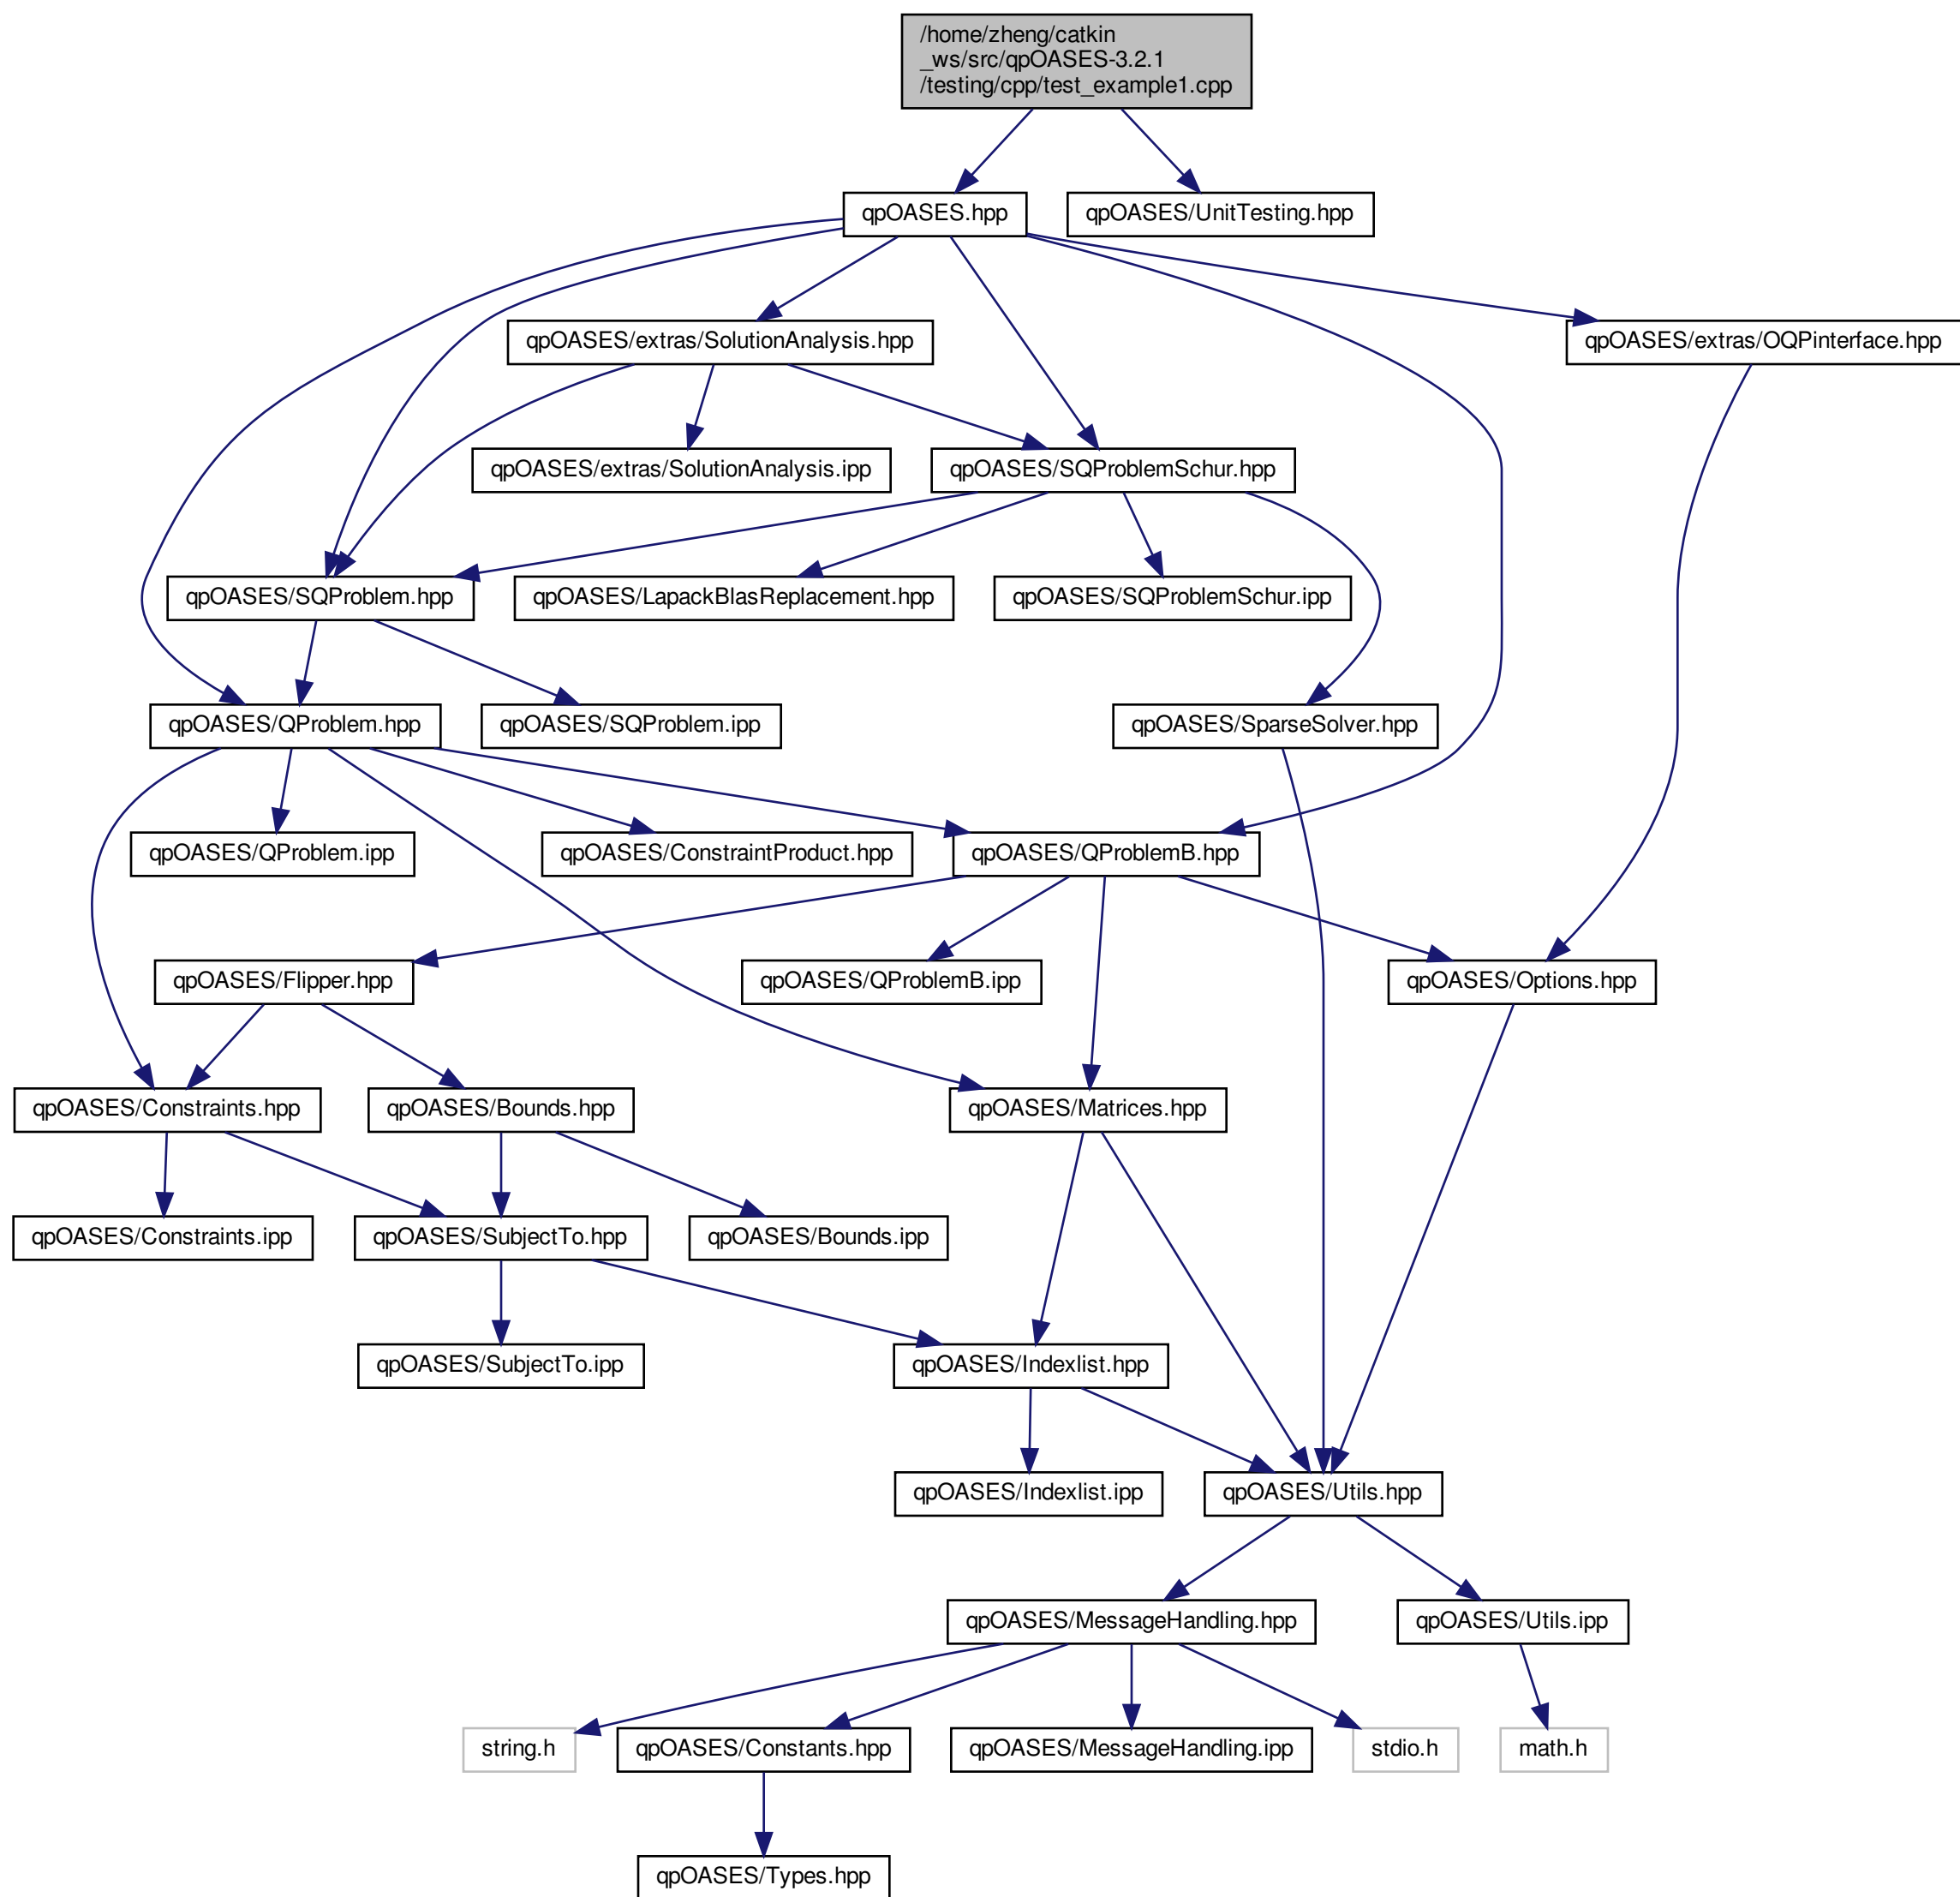 /home/zheng/catkin
_ws/src/qpOASES-3.2.1
/testing/cpp/test_example1.cpp
qpOASES.hpp
qpOASES/UnitTesting.hpp
qpOASES/extras/SolutionAnalysis.hpp
qpOASES/extras/OQPinterface.hpp
qpOASES/extras/SolutionAnalysis.ipp
qpOASES/SQProblemSchur.hpp
qpOASES/SQProblem.hpp
qpOASES/LapackBlasReplacement.hpp
qpOASES/SQProblemSchur.ipp
qpOASES/QProblem.hpp
qpOASES/SQProblem.ipp
qpOASES/SparseSolver.hpp
qpOASES/QProblem.ipp
qpOASES/ConstraintProduct.hpp
qpOASES/QProblemB.hpp
qpOASES/Flipper.hpp
qpOASES/QProblemB.ipp
qpOASES/Options.hpp
qpOASES/Constraints.hpp
qpOASES/Bounds.hpp
qpOASES/Matrices.hpp
qpOASES/Constraints.ipp
qpOASES/SubjectTo.hpp
qpOASES/Bounds.ipp
qpOASES/SubjectTo.ipp
qpOASES/Indexlist.hpp
qpOASES/Indexlist.ipp
qpOASES/Utils.hpp
qpOASES/MessageHandling.hpp
qpOASES/Utils.ipp
string.h
qpOASES/Constants.hpp
qpOASES/MessageHandling.ipp
stdio.h
math.h
qpOASES/Types.hpp